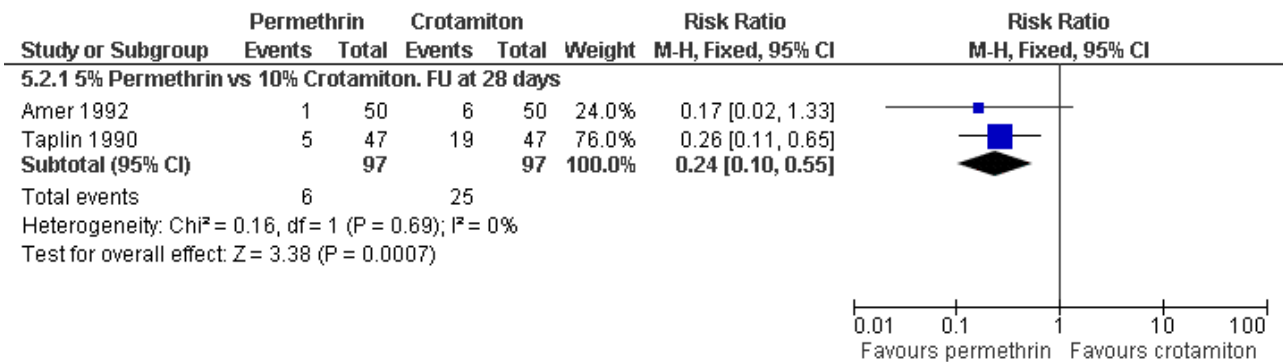 Permethrin Crotamiton Risk Ratio Risk Ratio
Study or Subgroup Events Total Events Total Weight M-H, Fixed, 95% CI M-H, Fixed, 95% CI
5.2.1 5% Permethrin vs 10% Crotamiton. FU at 28 days
Amer 1992 1 50 6 50 24.0% 0.17 [0.02, 1.33]
Taplin 1990 5 47 19 47 76.0% 0.26 [0.11, 0.65]
Subtotal (95% CI) 97 97 100.0% 0.24 [0.10, 0.55]
Total events 6 25
Heterogeneity: Chi² = 0.16, df = 1 (P = 0.69); I² = 0%
Test for overall effect: Z = 3.38 (P = 0.0007)
0.01 0.1 1 10 100
Favours permethrin Favours crotamiton